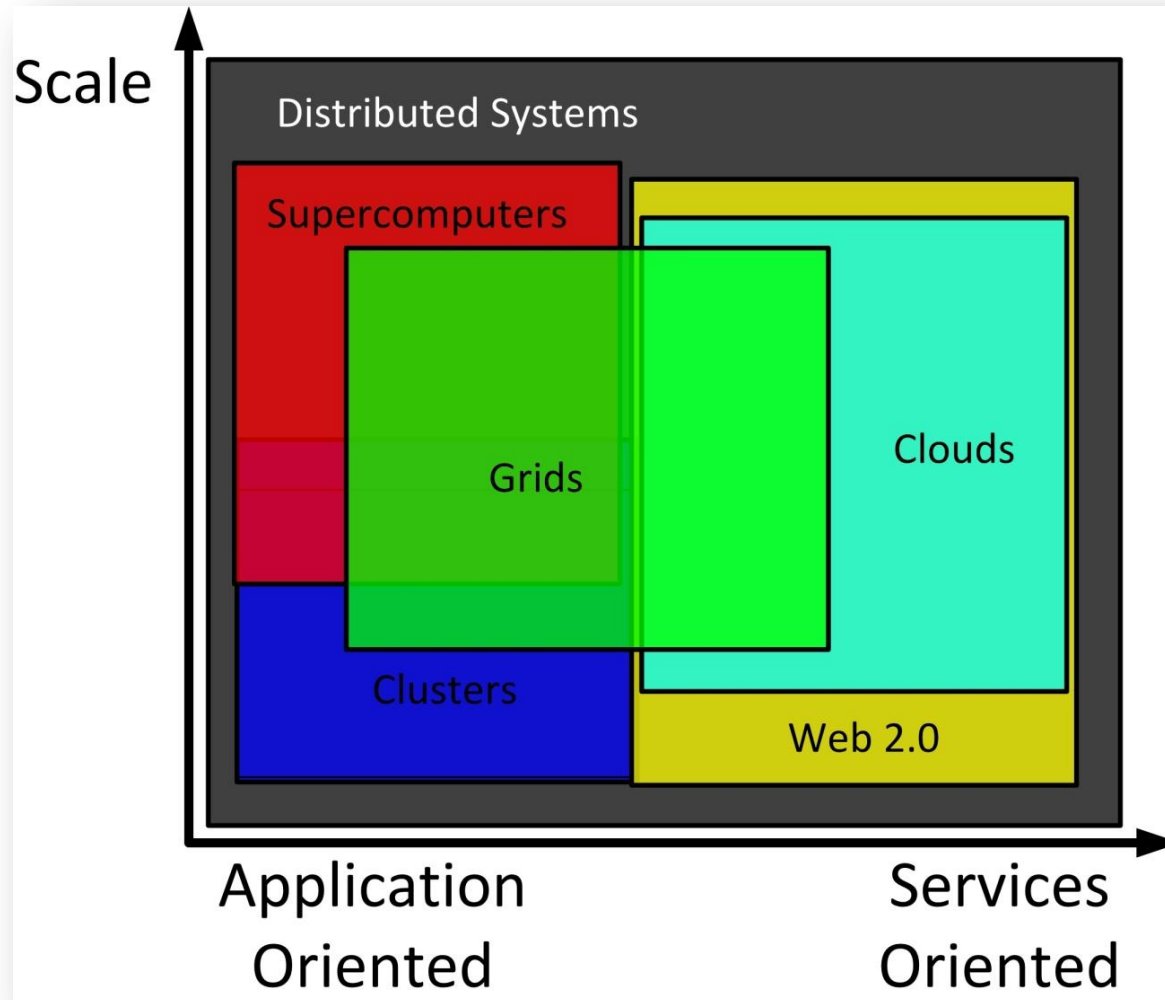 Scale
Distributed Systems
Supercomputers
Grids
Clouds
Clusters
Web 2.0
Application
Oriented
Services
Oriented